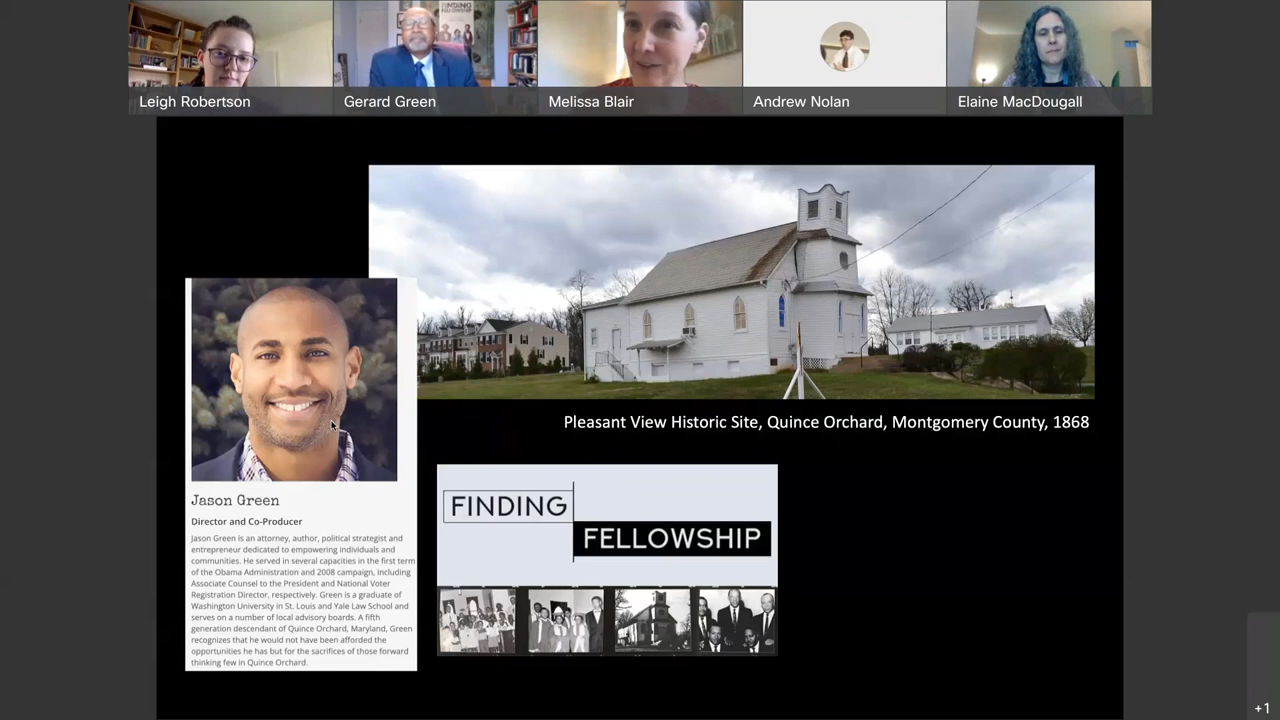 FINDING FELLOWSHIP
Leigh Robertson
Gerard Green
Melissa Blair
Andrew Nolan
Elaine MacDougall
Pleasant View Historic Site, Quince Orchard, Montgomery County, 1868
Jason Green
Director and Co-Producer
Jason Green is an attorney, author, political strategist and
entrepreneur dedicated to empowering individuals and
communities. He served in several capacities in the first term
of the Obama Administration and 2008 campaign, including
Associate Counsel to the President and National Voter
Registration Director, respectively. Green is a graduate of
Washington University in St. Louis and Yale Law School and
serves on a number of local advisory boards. A fifth
generation descendant of Quince Orchard, Maryland, Green
recognizes that he would not have been afforded the
opportunities he has but for the sacrifices of those forward
thinking few in Quince Orchard.
FINDING
FELLOWSHIP
+1